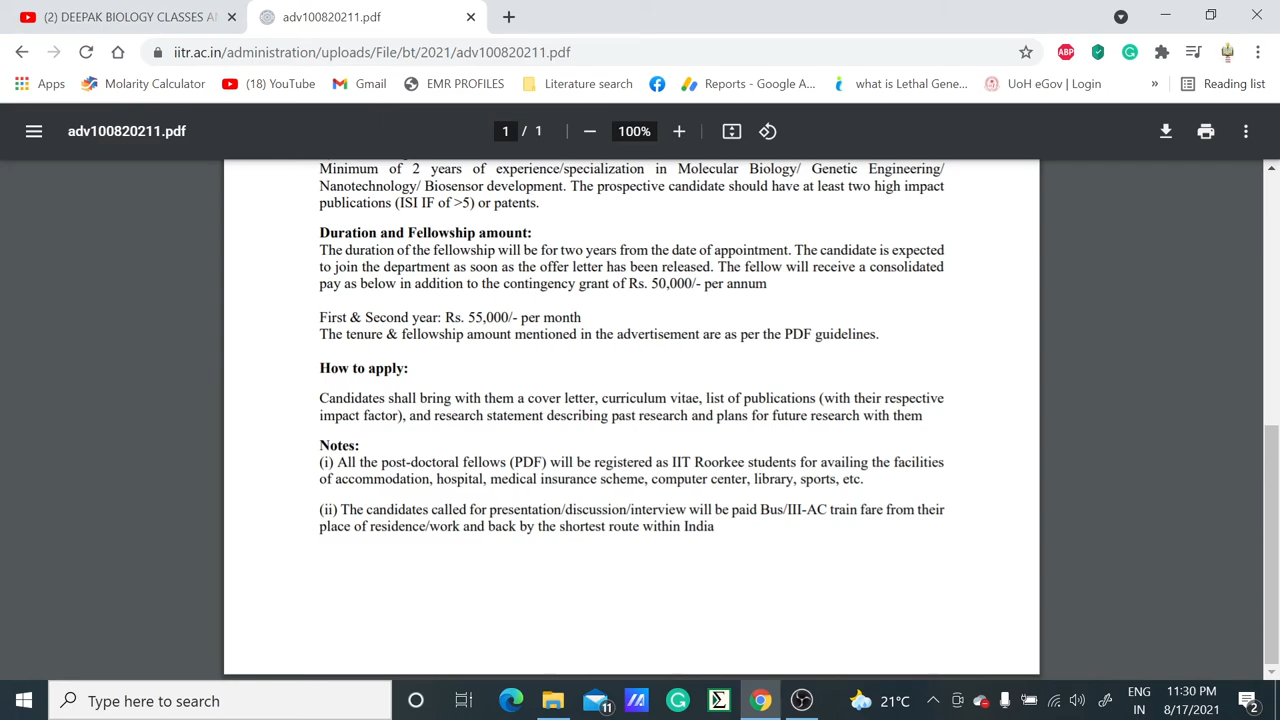 (2) DEEPAK BIOLOGY CLASSES AN
adv100820211.pdf
iitr.ac.in/administration/uploads/File/bt/2021/adv100820211.pdf
ABP
Apps
Molarity Calculator
(18) YouTube
Gmail
EMR PROFILES
Literature search
Reports - Google A...
what is Lethal Gene...
UoH eGov | Login
»
Reading list
adv100820211.pdf
1 / 1
100%
Minimum of 2 years of experience/specialization in Molecular Biology/ Genetic Engineering/
Nanotechnology/ Biosensor development. The prospective candidate should have at least two high impact
publications (ISI IF of >5) or patents.
Duration and Fellowship amount:
The duration of the fellowship will be for two years from the date of appointment. The candidate is expected
to join the department as soon as the offer letter has been released. The fellow will receive a consolidated
pay as below in addition to the contingency grant of Rs. 50,000/- per annum
First & Second year: Rs. 55,000/- per month
The tenure & fellowship amount mentioned in the advertisement are as per the PDF guidelines.
How to apply:
Candidates shall bring with them a cover letter, curriculum vitae, list of publications (with their respective
impact factor), and research statement describing past research and plans for future research with them
Notes:
(i) All the post-doctoral fellows (PDF) will be registered as IIT Roorkee students for availing the facilities
of accommodation, hospital, medical insurance scheme, computer center, library, sports, etc.
(ii) The candidates called for presentation/discussion/interview will be paid Bus/III-AC train fare from their
place of residence/work and back by the shortest route within India
Type here to search
11
21°C
ENG
IN
11:30 PM
8/17/2021
2